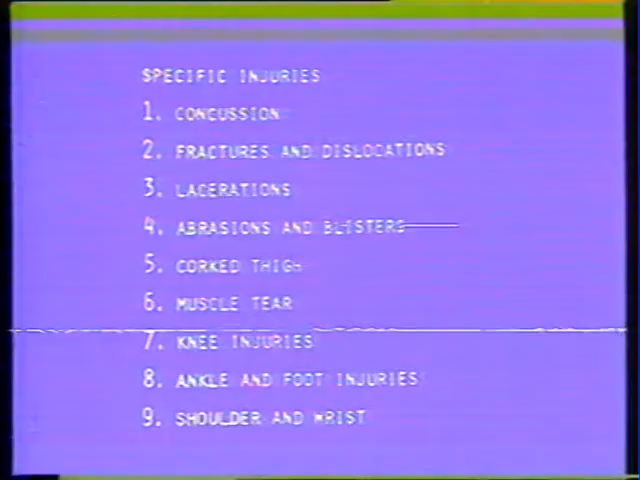 SPECIFIC INJURIES
1. CONCUSSION
2. FRACTURES AND DISLOCATIONS
3. LACERATIONS
4. ABRASIONS AND BLISTERS
5. CORKED THIGH
6. MUSCLE TEAR
7. KNEE INJURIES
8. ANKLE AND FOOT INJURIES
9. SHOULDER AND WRIST